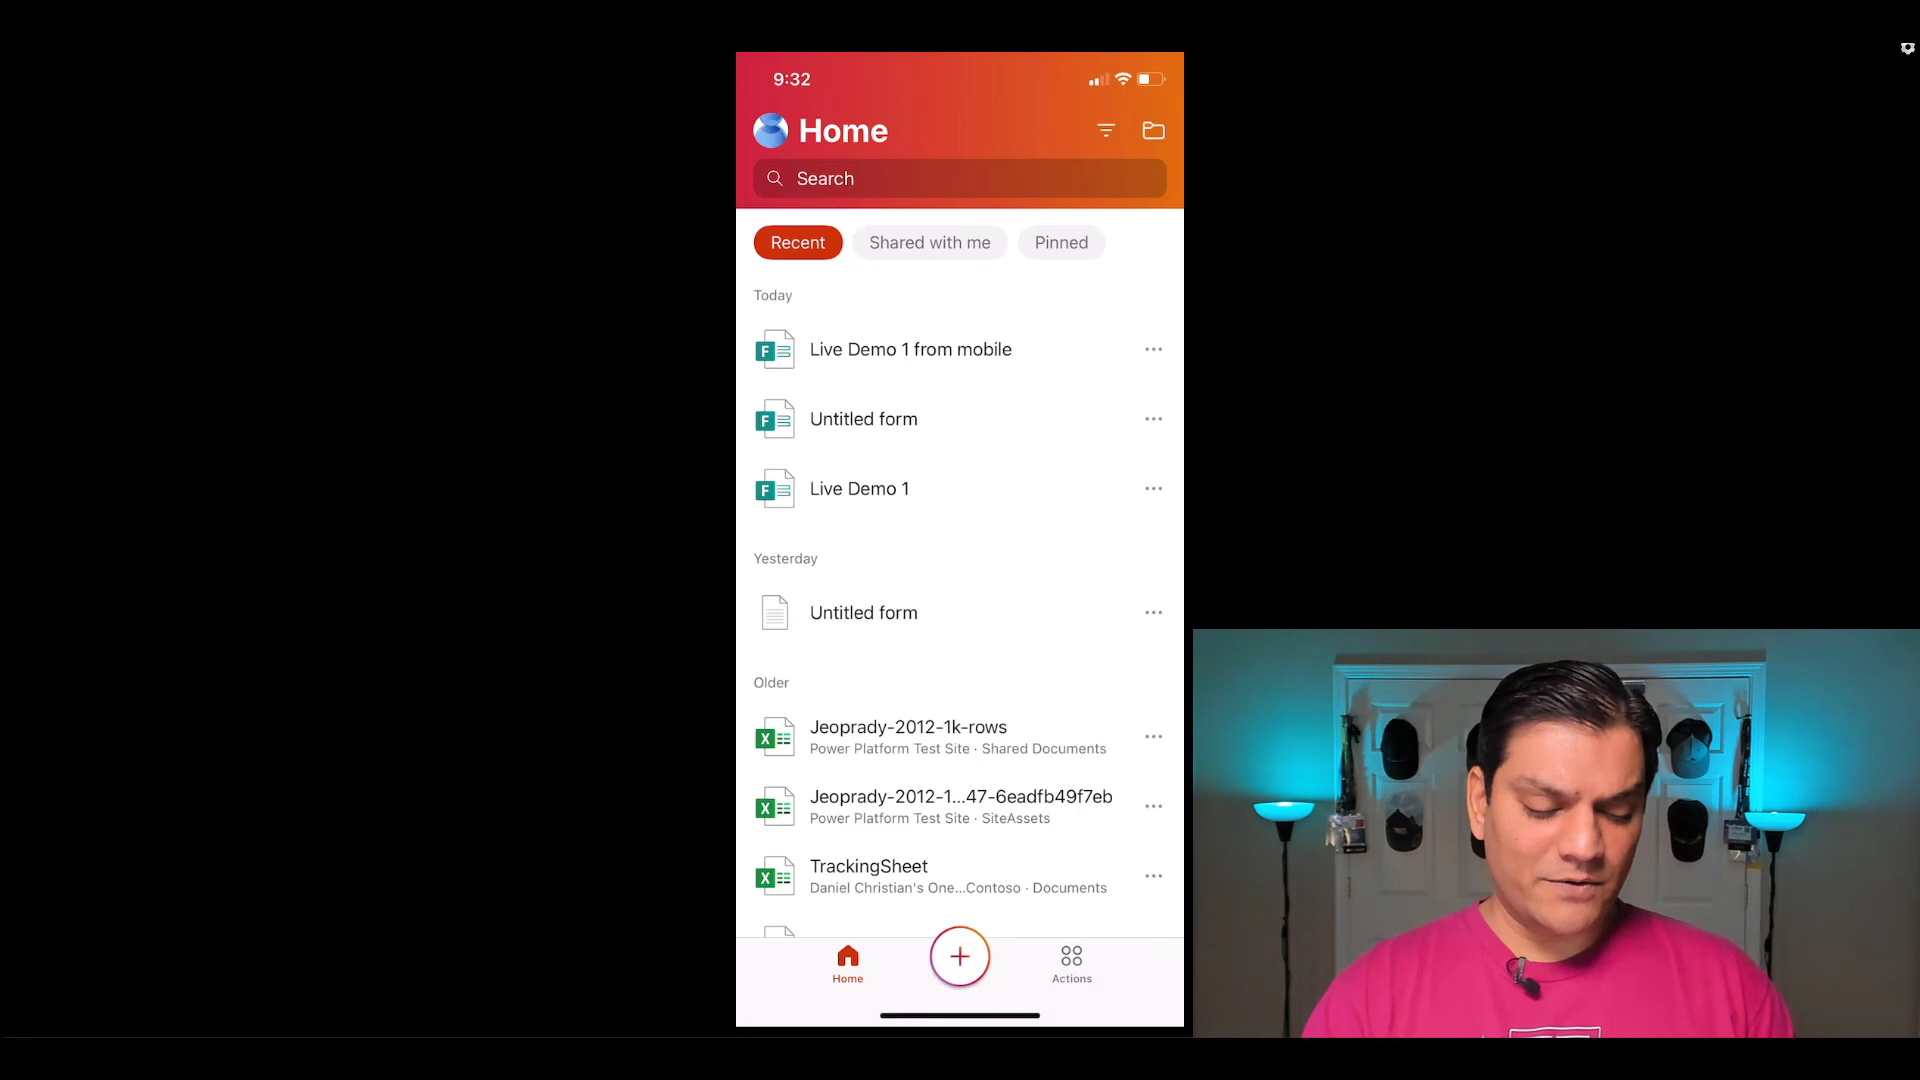 9:32
Home
Search
Recent
Shared with me
Pinned
Today
Live Demo 1 from mobile
Untitled form
Live Demo 1
Yesterday
Untitled form
Older
Jeoprady-2012-1k-rows
Power Platform Test Site · Shared Documents
Jeoprady-2012-1...47-6eadfb49f7eb
Power Platform Test Site · SiteAssets
TrackingSheet
Daniel Christian's One...Contoso · Documents
Home
Actions